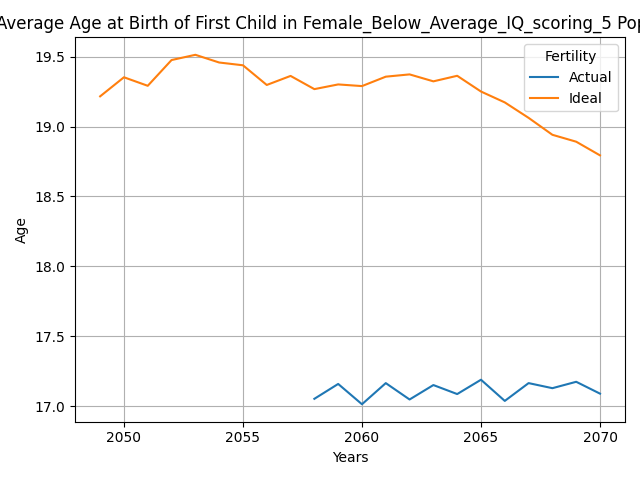 Average Age at Birth of First Child in Female_Below_Average_IQ_scoring_5 Pop
Fertility
Actual
Ideal
19.5
19.0
18.5
18.0
17.5
17.0
Age
2050 2055 2060 2065 2070
Years